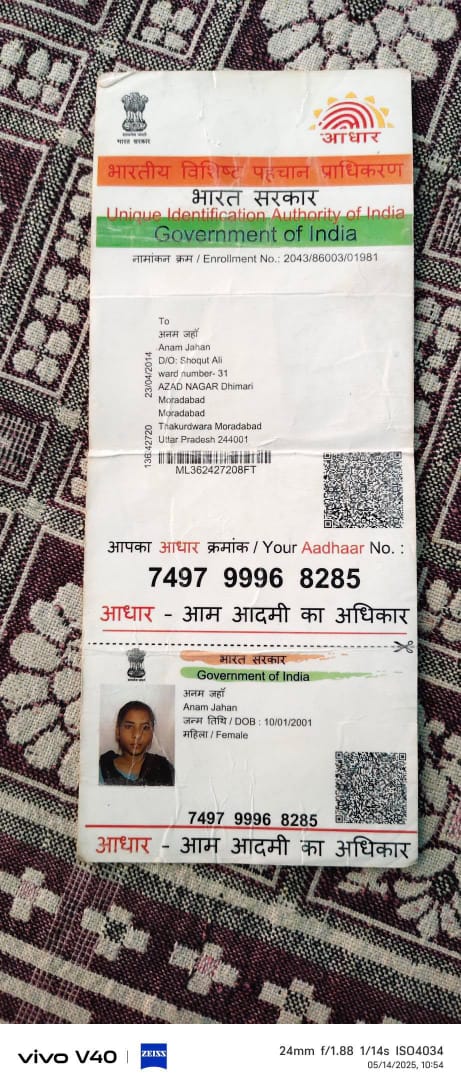 सत्यमेव जयते
भारत सरकार
आधार
भारतीय विशिष्ट पहचान प्राधिकरण
भारत सरकार
Unique Identification Authority of India
Government of India
नामांकन क्रम / Enrollment No.: 2043/86003/01981
To
अनम जहाँ
Anam Jahan
D/O: Shoqut Ali
ward number- 31
AZAD NAGAR Dhimari
Moradabad
Moradabad
Thakurdwara Moradabad
Uttar Pradesh 244001
23/04/2014
136:42720
ML362427208FT
आपका आधार क्रमांक / Your Aadhaar No. :
7497 9996 8285
आधार - आम आदमी का अधिकार
भारत सरकार
Government of India
अनम जहाँ
Anam Jahan
जन्म तिथि / DOB : 10/01/2001
महिला / Female
7497 9996 8285
आधार - आम आदमी का अधिकार
vivo V40 | ZEISS
24mm f/1.88 1/14s ISO4034
05/14/2025, 10:54